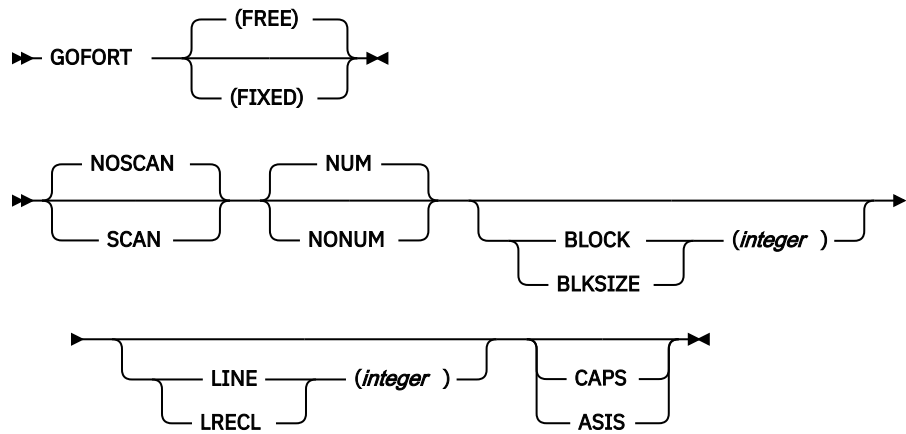 (FREE)
GOFORT
(FIXED)
NOSCAN NUM
SCAN NONUM BLOCK (integer )
BLKSIZE
LINE (integer ) CAPS
LRECL ASIS